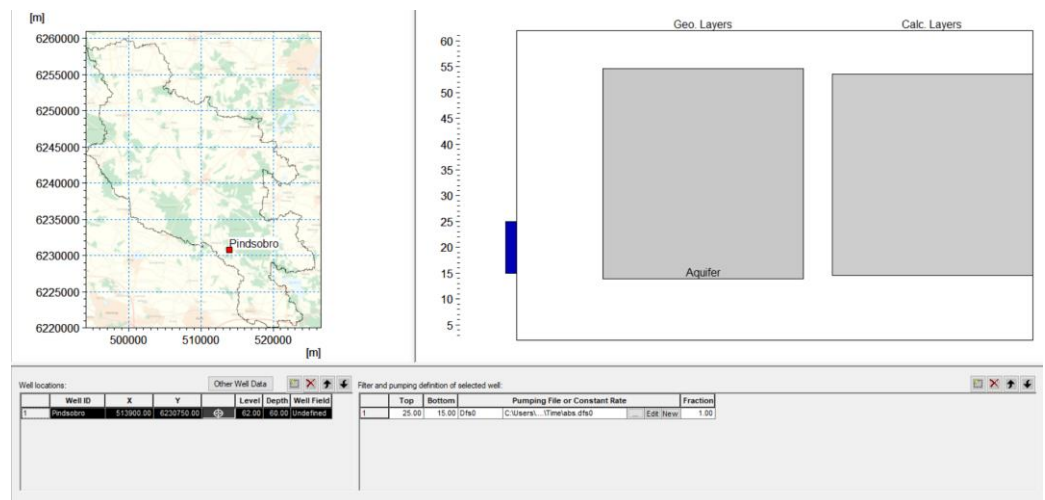 [m]
6260000
6255000
6250000
6245000
6240000
6235000
6230000
6225000
6220000
Pindsobro
500000 510000 520000
[m]
Geo. Layers Calc. Layers
60
55
50
45
40
35
30
25
20
15
10
5
Aquifer
Well locations: Other Well Data
Well ID X Y Level Depth Well Field
1 Pindsobro 513900.00 6230750.00 62.00 60.00 Undefined
Filter and pumping definition of selected well:
Top Bottom Pumping File or Constant Rate Fraction
1 25.00 15.00 Dfs0 C:\Users\...\Time\abs.dfs0 ... Edit New 1.00